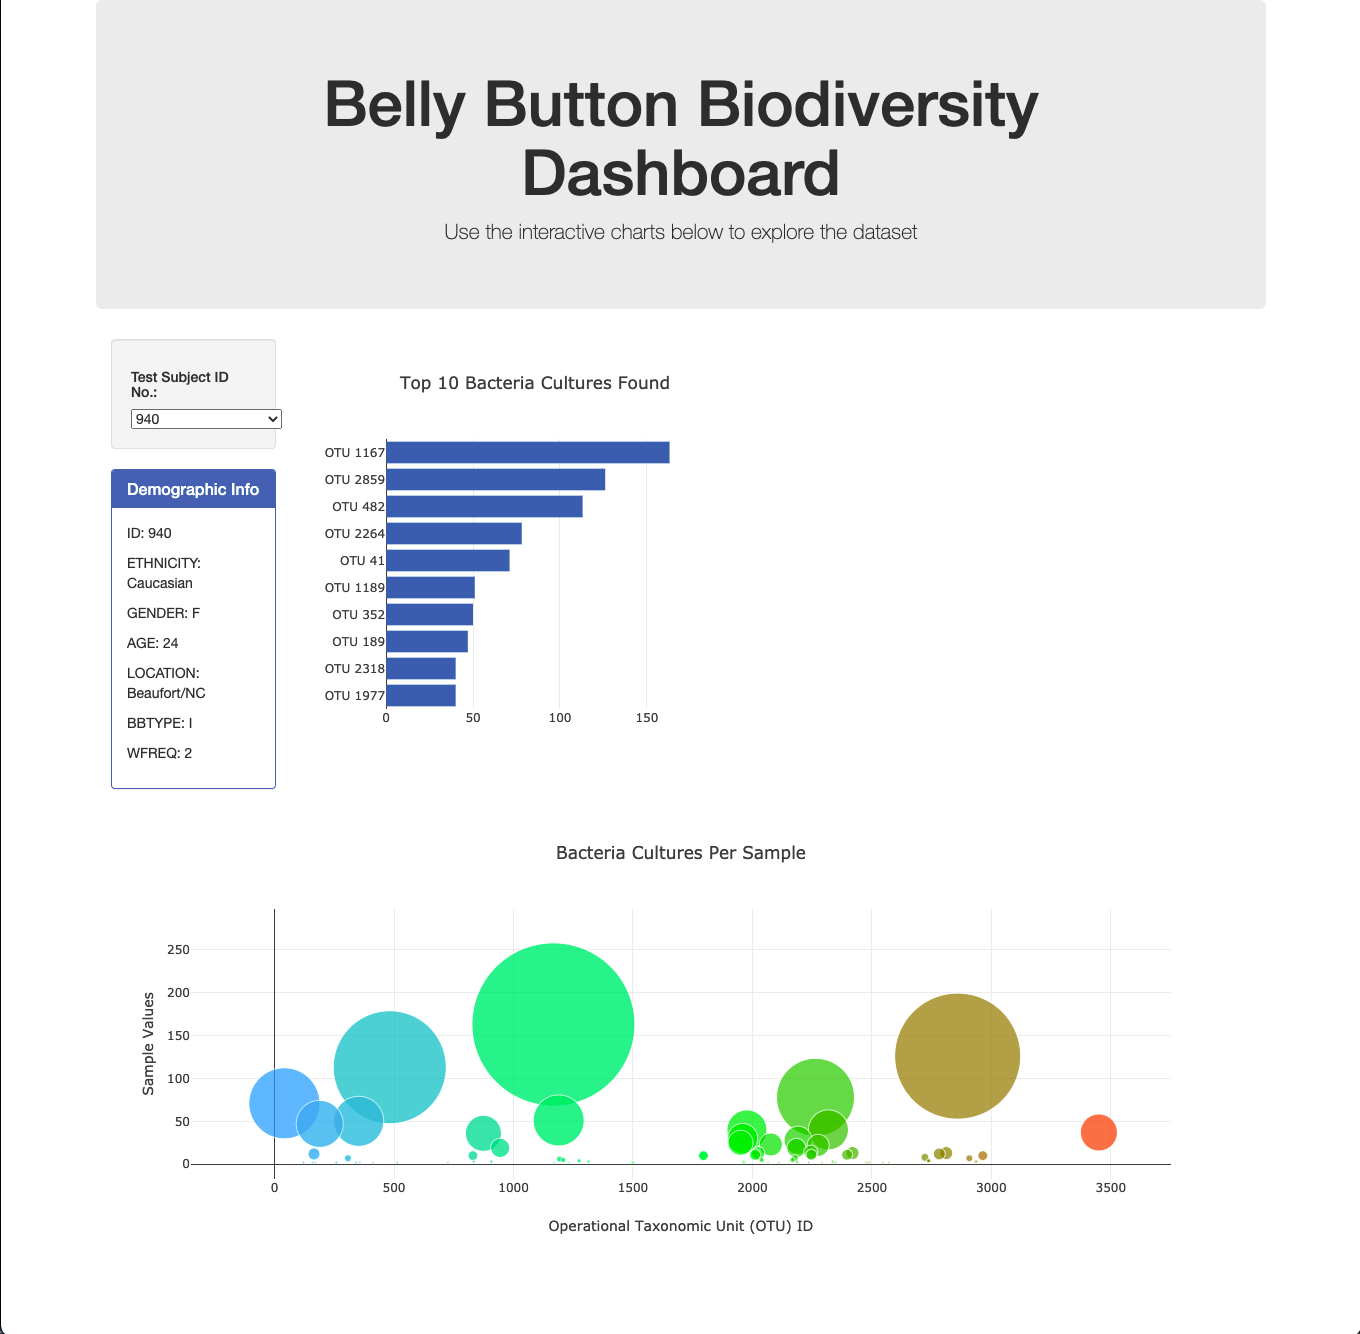 Belly Button Biodiversity
Dashboard
Use the interactive charts below to explore the dataset
Test Subject ID
No.:
940
Demographic Info
ID: 940
ETHNICITY:
Caucasian
GENDER: F
AGE: 24
LOCATION:
Beaufort/NC
BBTYPE: I
WFREQ: 2
Top 10 Bacteria Cultures Found
OTU 1167
OTU 2859
OTU 482
OTU 2264
OTU 41
OTU 1189
OTU 352
OTU 189
OTU 2318
OTU 1977
0 50 100 150
Bacteria Cultures Per Sample
Sample Values
250
200
150
100
50
0
0 500 1000 1500 2000 2500 3000 3500
Operational Taxonomic Unit (OTU) ID